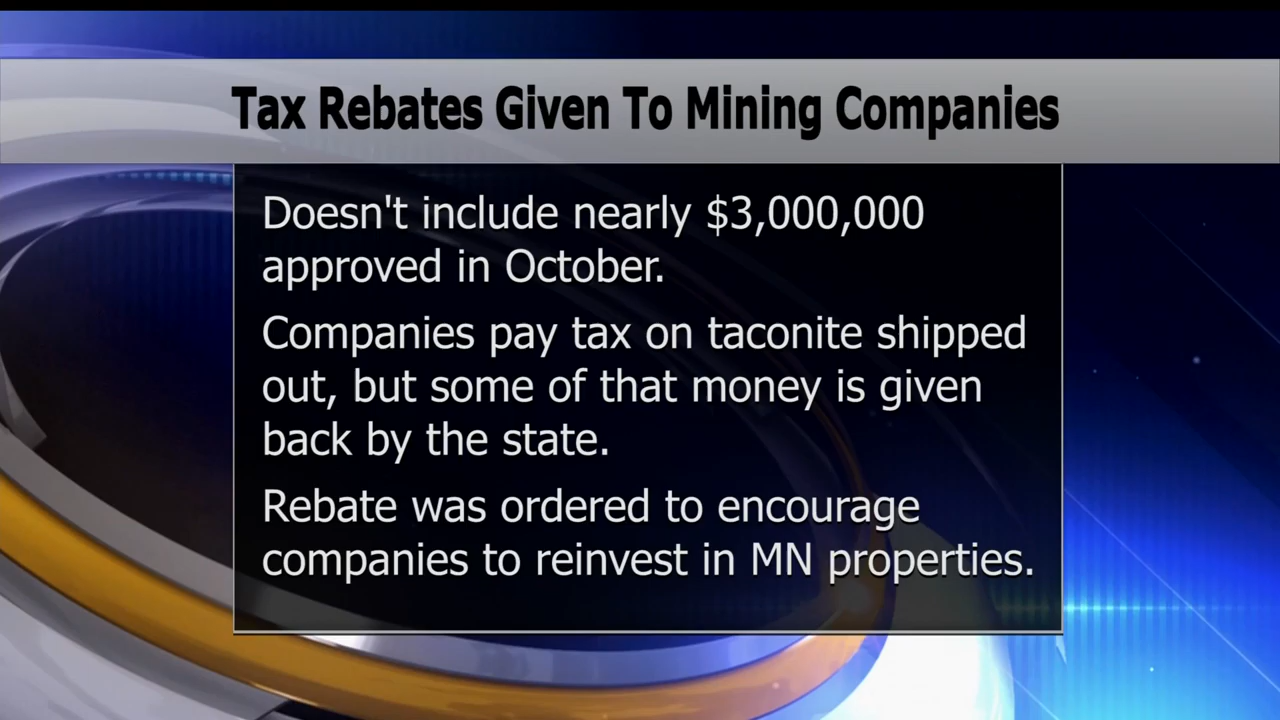 Tax Rebates Given To Mining Companies
Doesn't include nearly $3,000,000
approved in October.
Companies pay tax on taconite shipped
out, but some of that money is given
back by the state.
Rebate was ordered to encourage
companies to reinvest in MN properties.